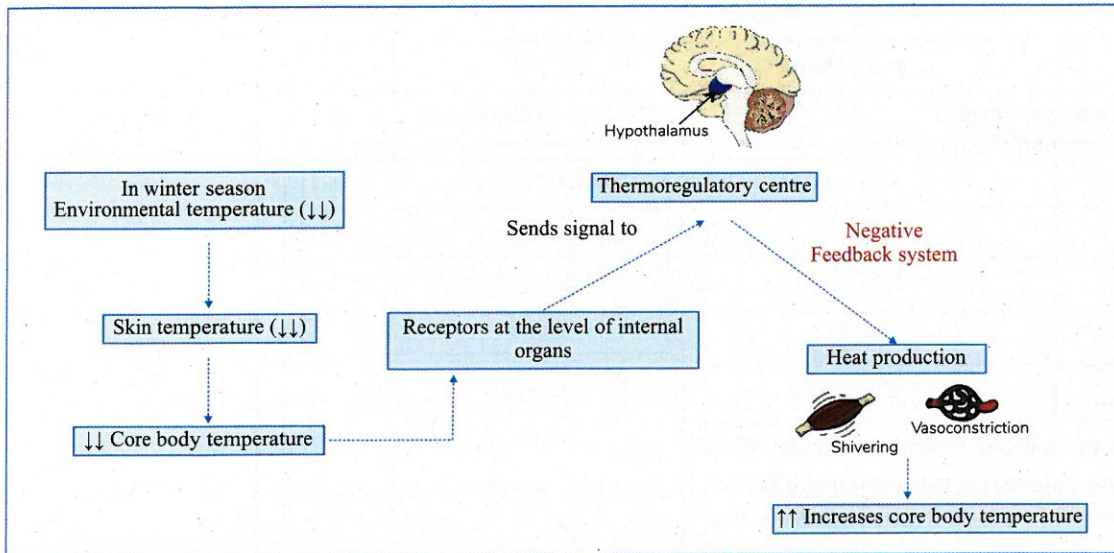 Hypothalamus
In winter season
Environmental temperature (↓↓)
Thermoregulatory centre
Sends signal to
Negative
Feedback system
Skin temperature (↓↓)
Receptors at the level of internal
organs
Heat production
↓↓ Core body temperature
Shivering
Vasoconstriction
↑↑ Increases core body temperature